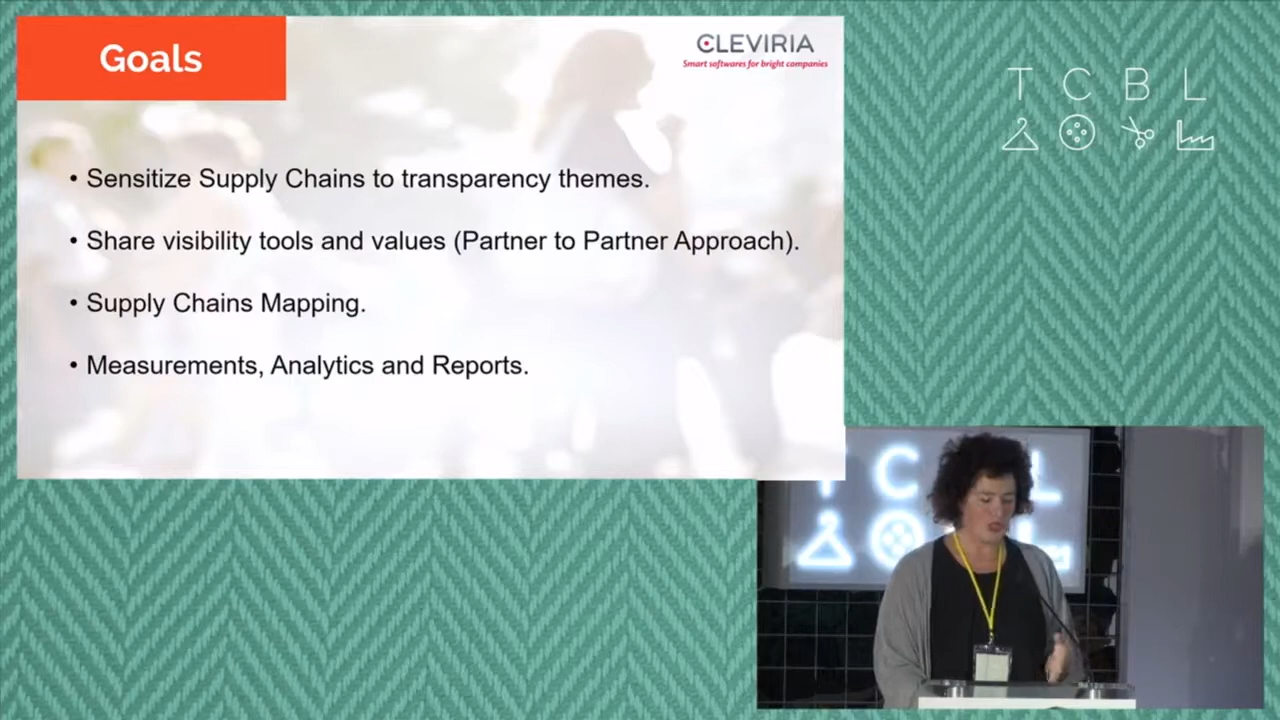 Goals
CLEVIRIA
Smart softwares for bright companies
T C B L
• Sensitize Supply Chains to transparency themes.
• Share visibility tools and values (Partner to Partner Approach).
• Supply Chains Mapping.
• Measurements, Analytics and Reports.
T C L